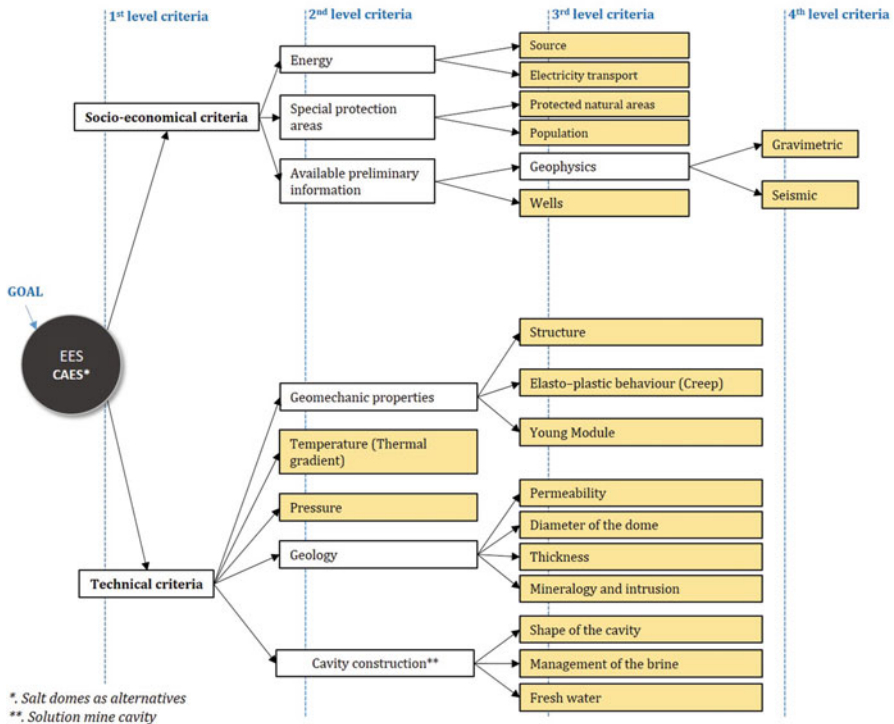 1st level criteria
2nd level criteria
3rd level criteria
4th level criteria
Socio-economical criteria
Energy
Source
Electricity transport
Special protection
areas
Protected natural areas
Population
Available preliminary
information
Geophysics
Wells
Gravimetric
Seismic
GOAL
EES
CAES*
Technical criteria
Geomechanic properties
Structure
Elasto–plastic behaviour (Creep)
Young Module
Temperature (Thermal
gradient)
Pressure
Geology
Permeability
Diameter of the dome
Thickness
Mineralogy and intrusion
Cavity construction**
Shape of the cavity
Management of the brine
Fresh water
*. Salt domes as alternatives
**. Solution mine cavity